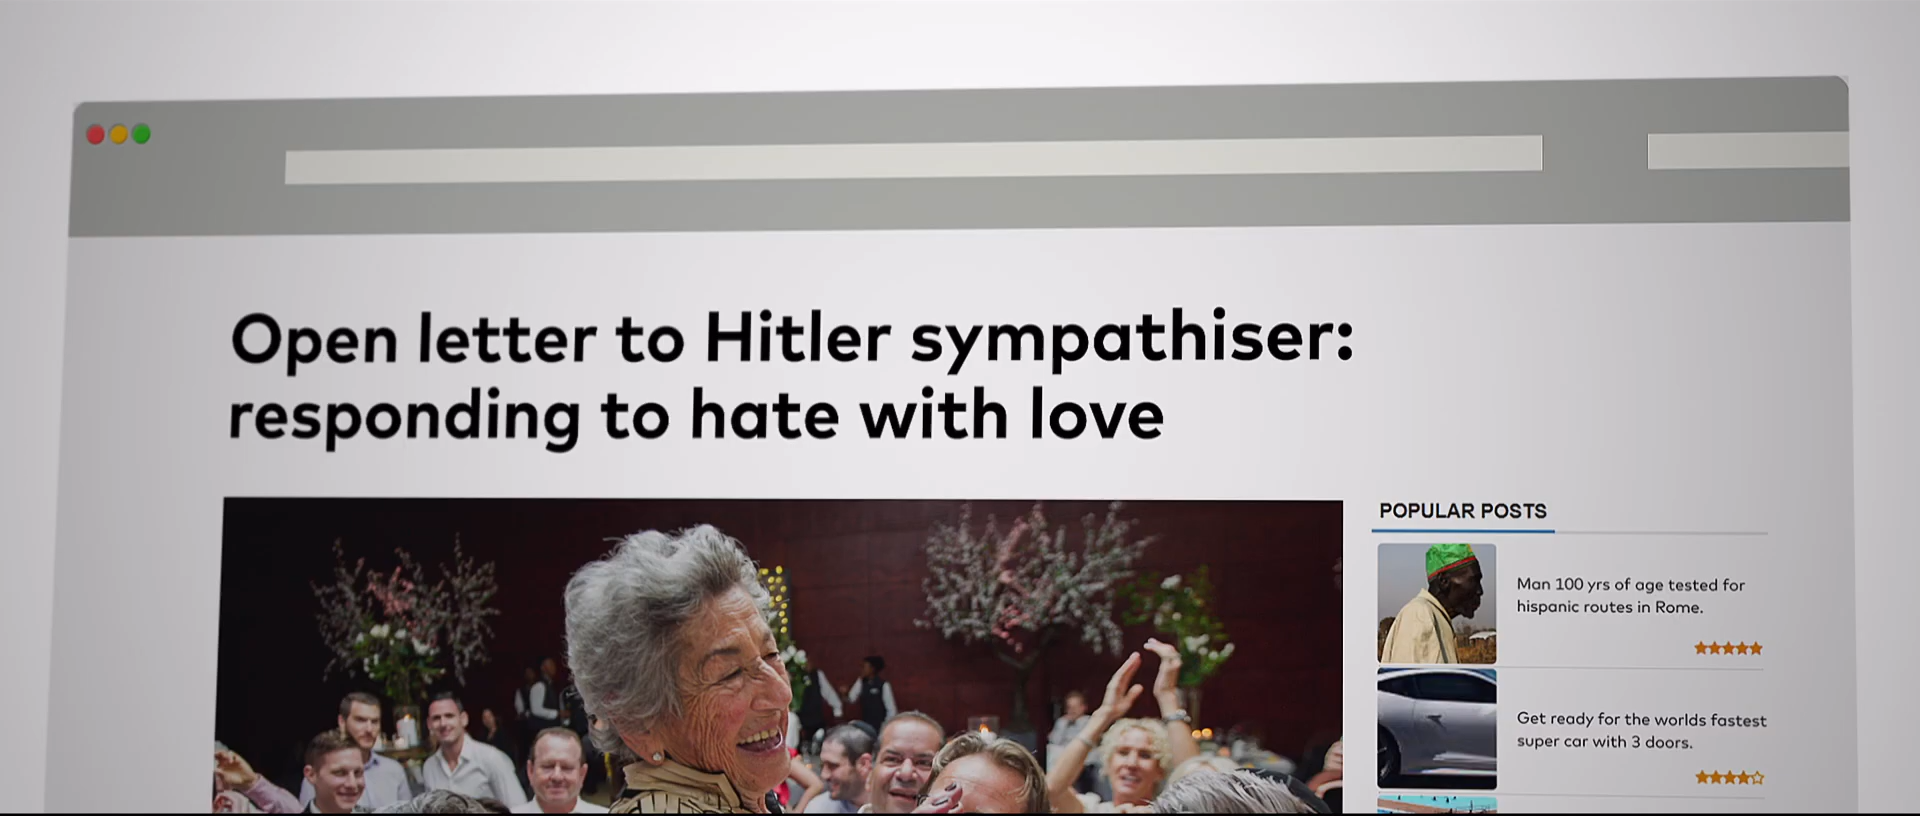 Open letter to Hitler sympathiser:
responding to hate with love
POPULAR POSTS
Man 100 yrs of age tested for
hispanic routes in Rome.
Get ready for the worlds fastest
super car with 3 doors.